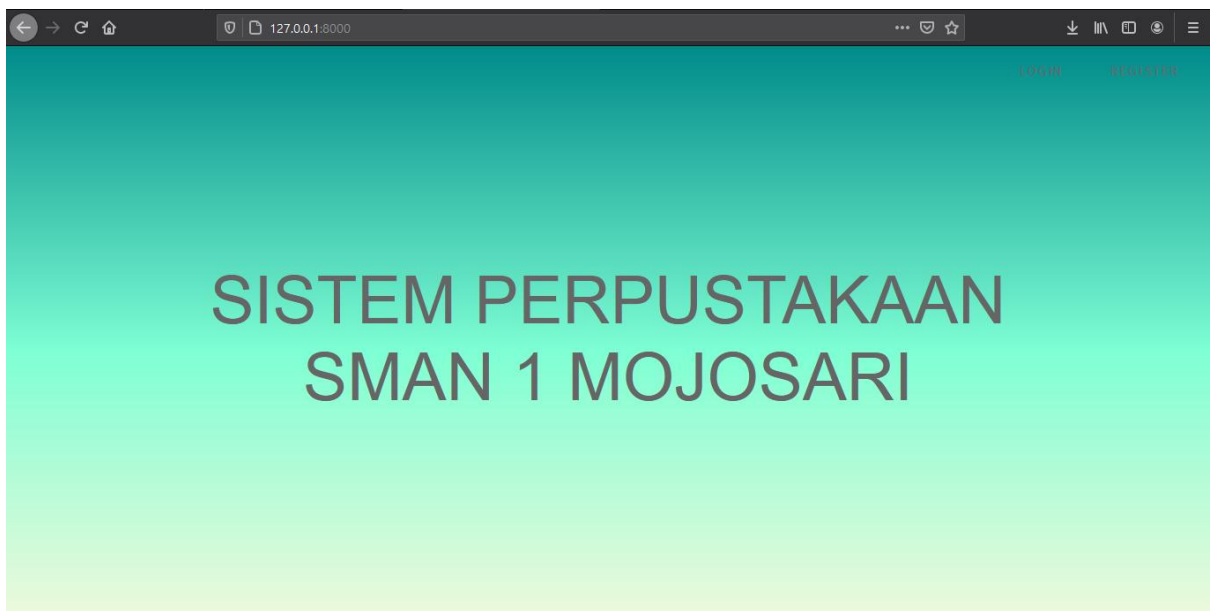 127.0.0.1:8000
LOGIN REGISTER
SISTEM PERPUSTAKAAN
SMAN 1 MOJOSARI